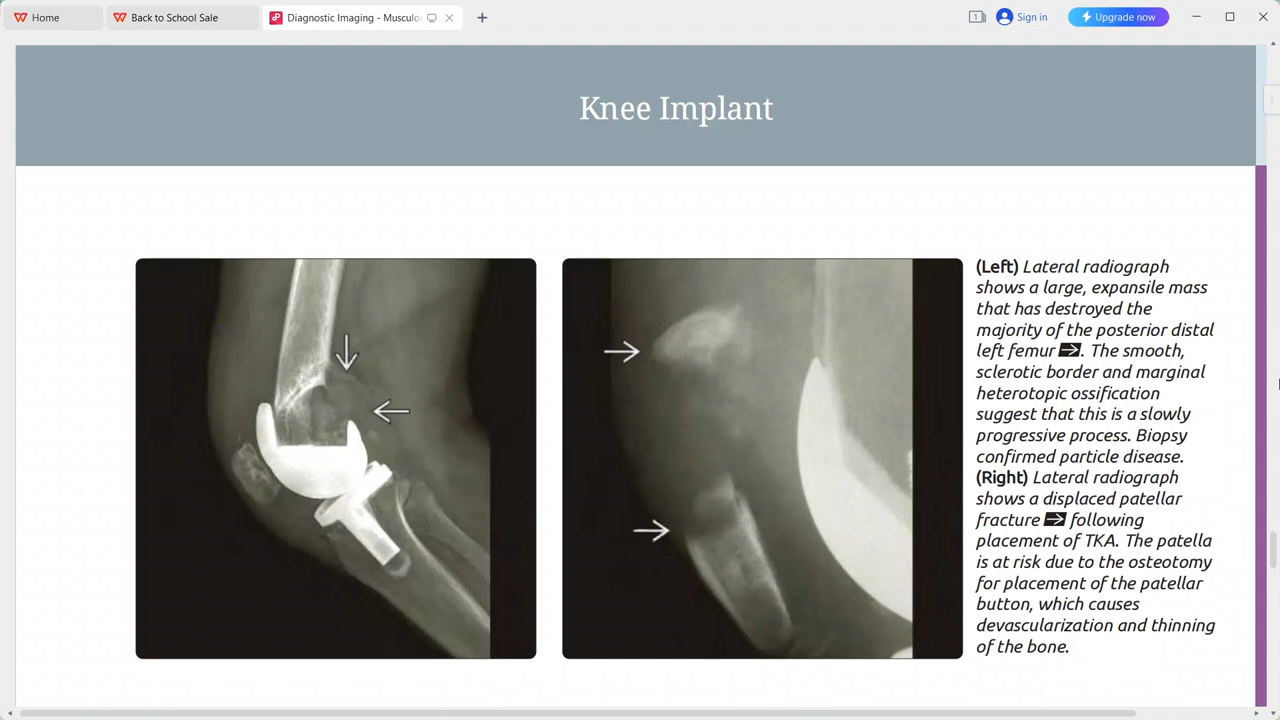 Home
Back to School Sale
Diagnostic Imaging - Musculo
1
Sign in
Upgrade now
Knee Implant
(Left) Lateral radiograph
shows a large, expansile mass
that has destroyed the
majority of the posterior distal
left femur ➡. The smooth,
sclerotic border and marginal
heterotopic ossification
suggest that this is a slowly
progressive process. Biopsy
confirmed particle disease.
(Right) Lateral radiograph
shows a displaced patellar
fracture ➡ following
placement of TKA. The patella
is at risk due to the osteotomy
for placement of the patellar
button, which causes
devascularization and thinning
of the bone.